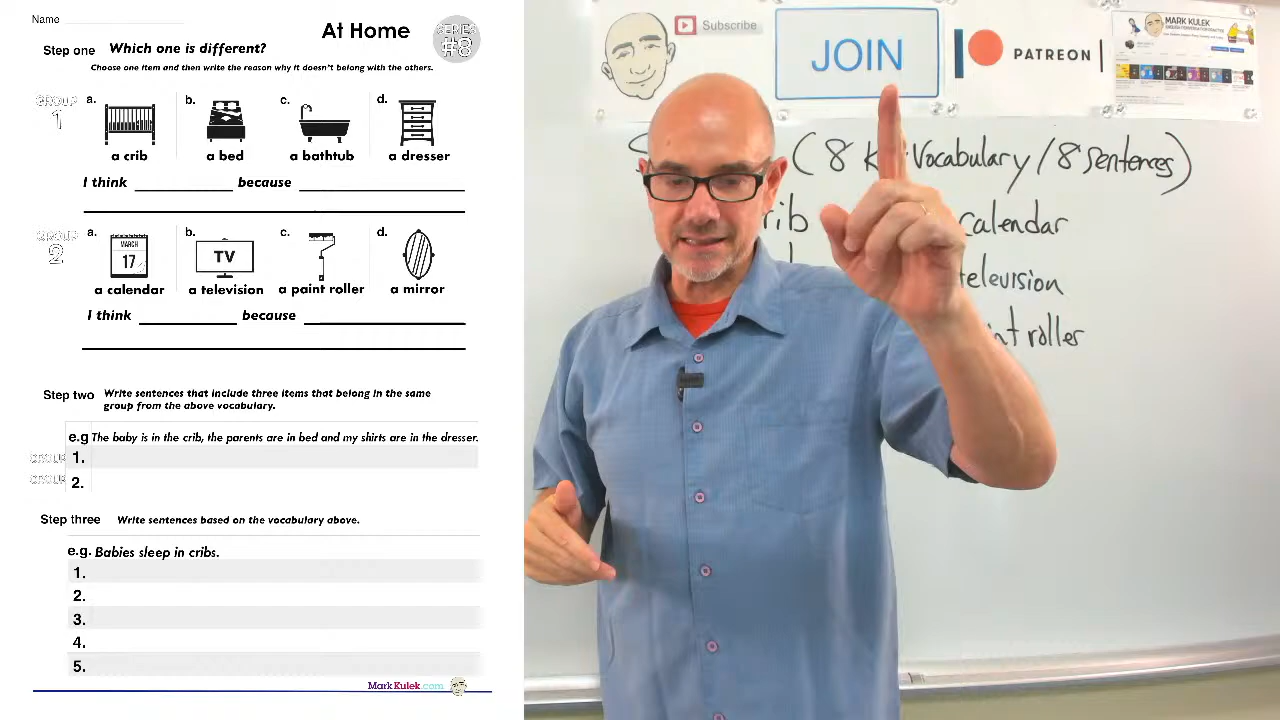 Name
At Home
#8
Step one Which one is different?
Choose one item and then write the reason why it doesn't belong with the others.
GROUP 1
a. b. c. d.
a crib a bed a bathtub a dresser
I think because
GROUP 2
a. b. c. d.
MARCH
17
TV
a calendar a television a paint roller a mirror
I think because
Step two Write sentences that include three items that belong in the same
group from the above vocabulary.
e.g The baby is in the crib, the parents are in bed and my shirts are in the dresser.
GROUP 1.
GROUP 2.
Step three Write sentences based on the vocabulary above.
e.g. Babies sleep in cribs.
1.
2.
3.
4.
5.
MarkKulek.com
Subscribe
JOIN
PATREON
MARK KULEK
(8 Vocabulary / 8 sentences)
calendar
television
roller